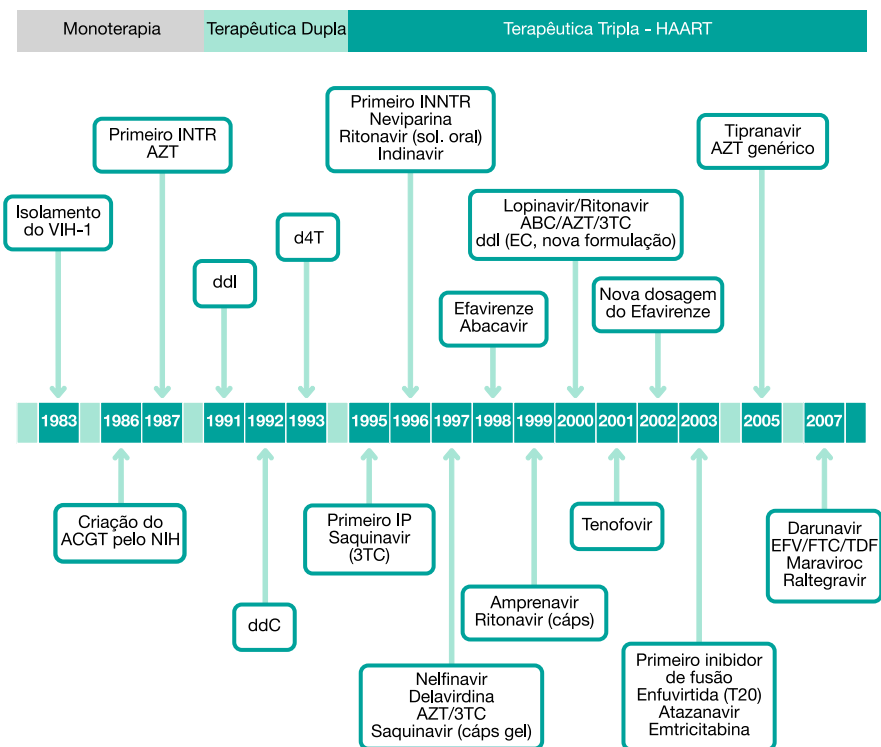 Monoterapia
Terapêutica Dupla
Terapêutica Tripla - HAART
Isolamento
do VIH-1
Primeiro INTR
AZT
ddI
d4T
Primeiro INNTR
Neviparina
Ritonavir (sol. oral)
Indinavir
Efavirenze
Abacavir
Lopinavir/Ritonavir
ABC/AZT/3TC
ddl (EC, nova formulação)
Nova dosagem
do Efavirenze
Tipranavir
AZT genérico
1983
1986
1987
1991
1992
1993
1995
1996
1997
1998
1999
2000
2001
2002
2003
2005
2007
Criação do
ACGT pelo NIH
ddC
Primeiro IP
Saquinavir
(3TC)
Nelfinavir
Delavirdina
AZT/3TC
Saquinavir (cáps gel)
Amprenavir
Ritonavir (cáps)
Tenofovir
Primeiro inibidor
de fusão
Enfuvirtida (T20)
Atazanavir
Emtricitabina
Darunavir
EFV/FTC/TDF
Maraviroc
Raltegravir